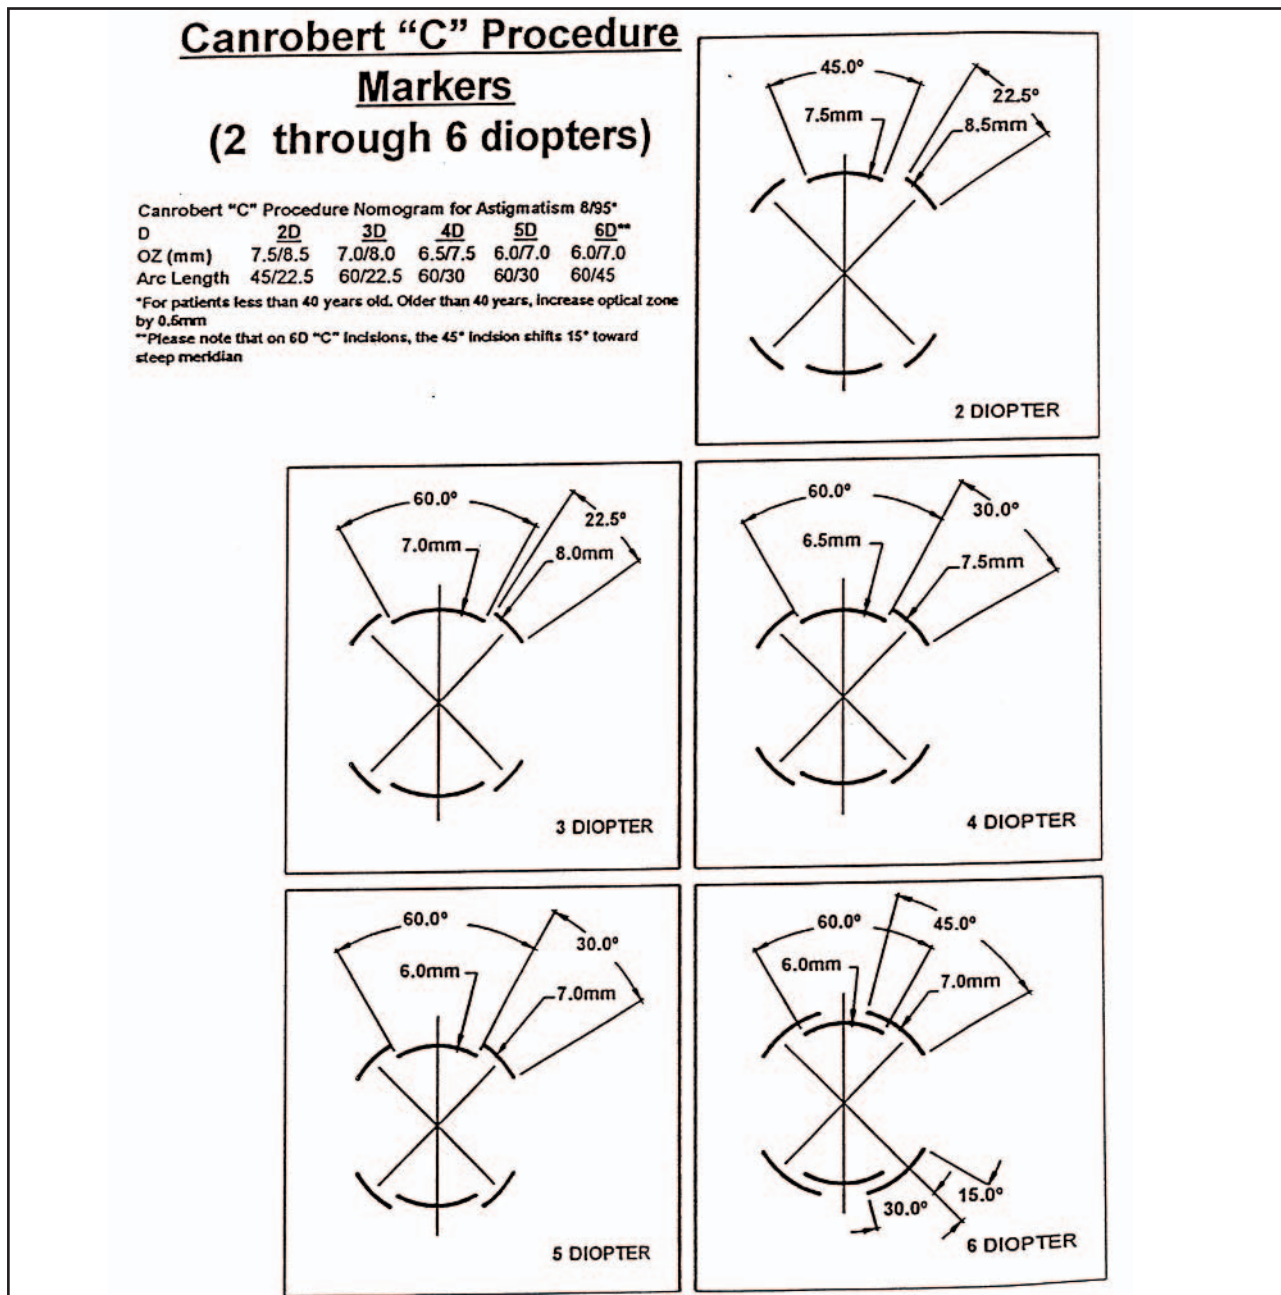 Canrobert “C” Procedure
Markers
(2 through 6 diopters)
Canrobert "C" Procedure Nomogram for Astigmatism 8/95*
D 2D 3D 4D 5D 6D**
OZ (mm) 7.5/8.5 7.0/8.0 6.5/7.5 6.0/7.0 6.0/7.0
Arc Length 45/22.5 60/22.5 60/30 60/30 60/45
*For patients less than 40 years old. Older than 40 years, increase optical zone
by 0.5mm
**Please note that on 6D "C" Incisions, the 45° incision shifts 15° toward
steep meridian
45.0°
22.5°
7.5mm
8.5mm
2 DIOPTER
60.0°
22.5°
7.0mm
8.0mm
3 DIOPTER
60.0°
30.0°
6.5mm
7.5mm
4 DIOPTER
60.0°
30.0°
6.0mm
7.0mm
5 DIOPTER
60.0°
45.0°
6.0mm
7.0mm
15.0°
30.0°
6 DIOPTER